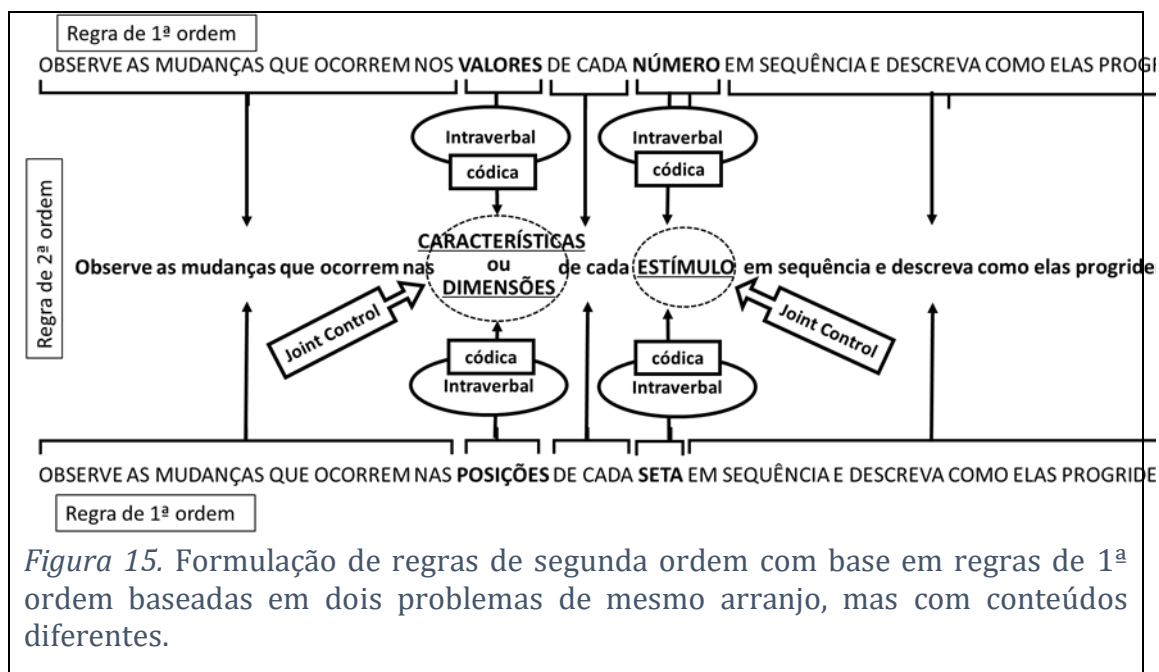 Regra de 1ª ordem
OBSERVE AS MUDANÇAS QUE OCORREM NOS VALORES DE CADA NÚMERO EM SEQUÊNCIA E DESCREVA COMO ELAS PROGR
Intraverbal
Intraverbal
códica
códica
Regra de 2ª ordem
CARACTERÍSTICAS
ou
DIMENSÕES
Observe as mudanças que ocorrem nas
de cada ESTÍMULO em sequência e descreva como elas progride
Joint Control
Joint Control
códica
códica
Intraverbal
Intraverbal
OBSERVE AS MUDANÇAS QUE OCORREM NAS POSIÇÕES DE CADA SETA EM SEQUÊNCIA E DESCREVA COMO ELAS PROGRIDE
Regra de 1ª ordem
Figura 15. Formulação de regras de segunda ordem com base em regras de 1ª
ordem baseadas em dois problemas de mesmo arranjo, mas com conteúdos
diferentes.